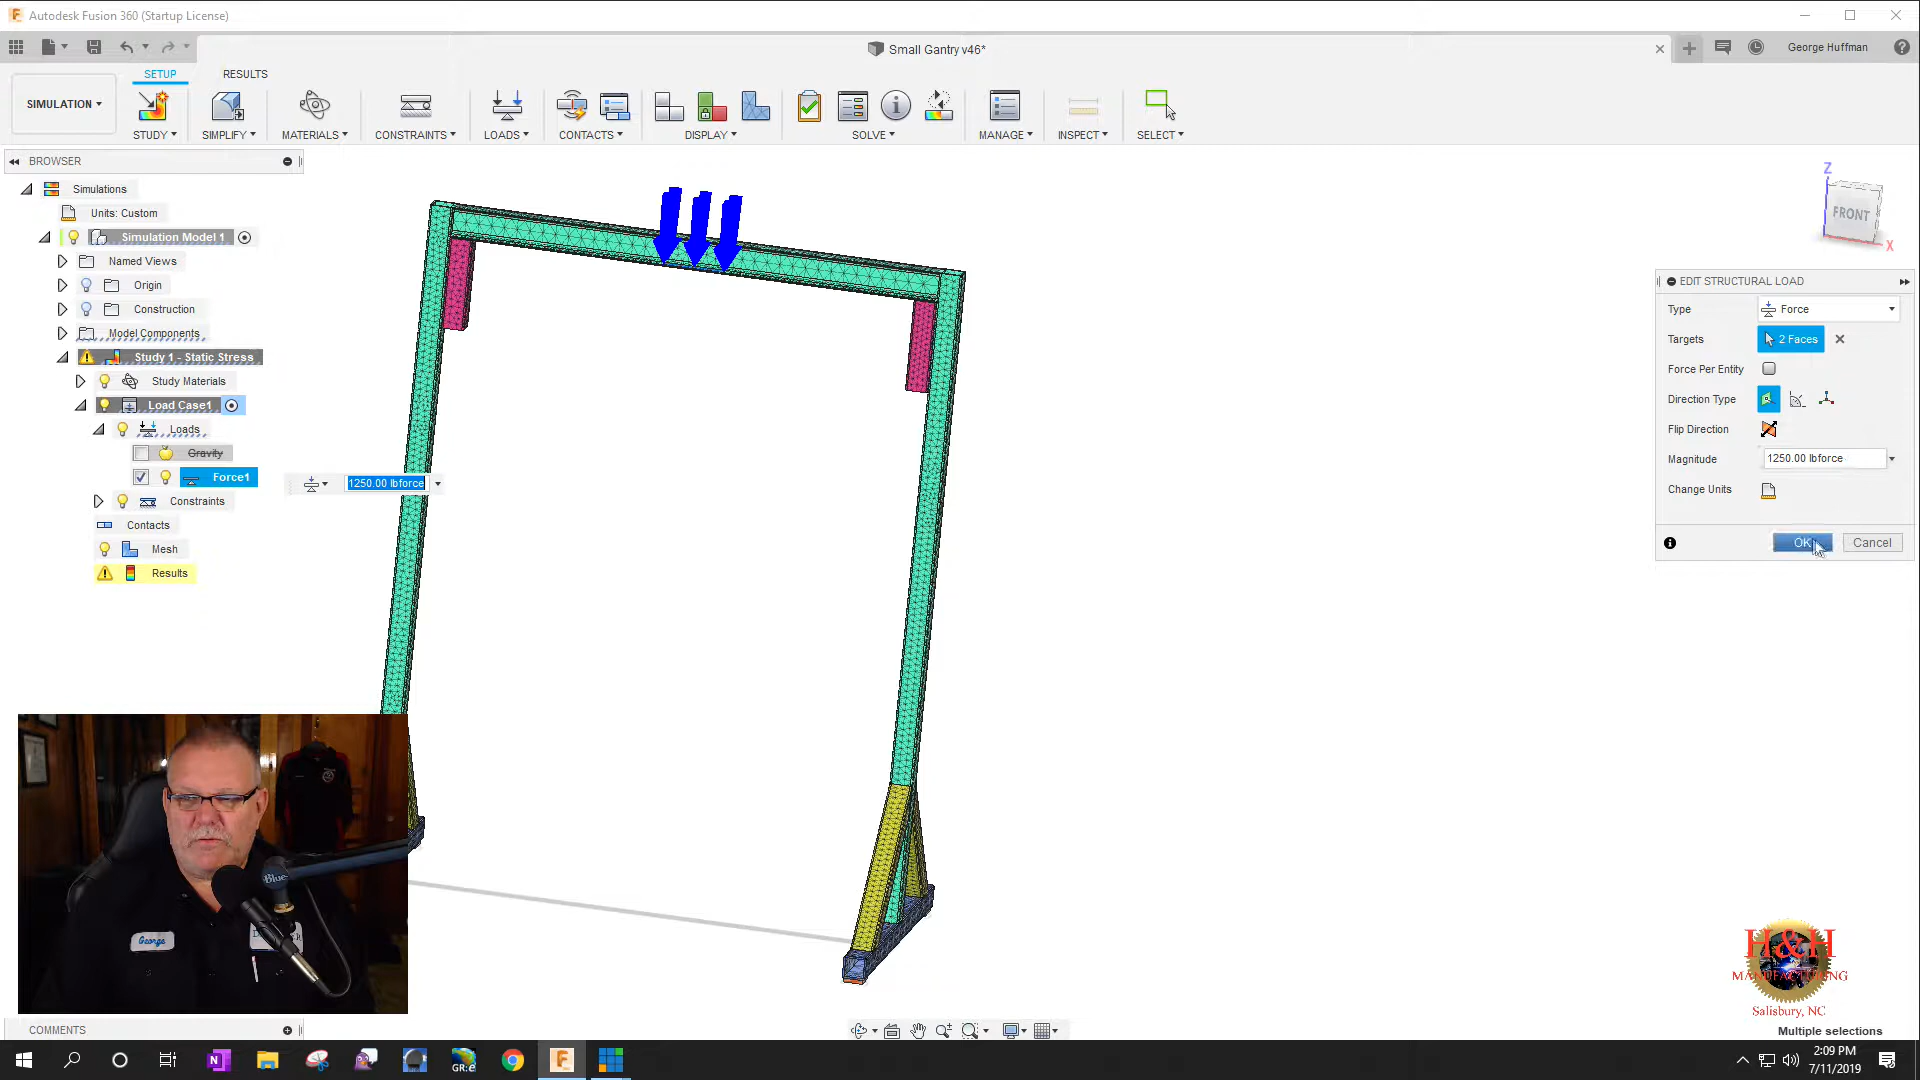 Autodesk Fusion 360 (Startup License)
Small Gantry v46*
George Huffman
SETUP
RESULTS
SIMULATION
STUDY
SIMPLIFY
MATERIALS
CONSTRAINTS
LOADS
CONTACTS
DISPLAY
SOLVE
MANAGE
INSPECT
SELECT
BROWSER
Simulations
Units: Custom
Simulation Model 1
Named Views
Origin
Construction
Model Components
Study 1 - Static Stress
Study Materials
Load Case1
Loads
Gravity
Force1
1250.00 lbforce
Constraints
Contacts
Mesh
Results
Z
FRONT
X
EDIT STRUCTURAL LOAD
Type
Force
Targets
2 Faces
Force Per Entity
Direction Type
Flip Direction
Magnitude
1250.00 lbforce
Change Units
OK
Cancel
Blue
George
H&H
MANUFACTURING
Salisbury, NC
COMMENTS
Multiple selections
GR:e
2:09 PM
7/11/2019